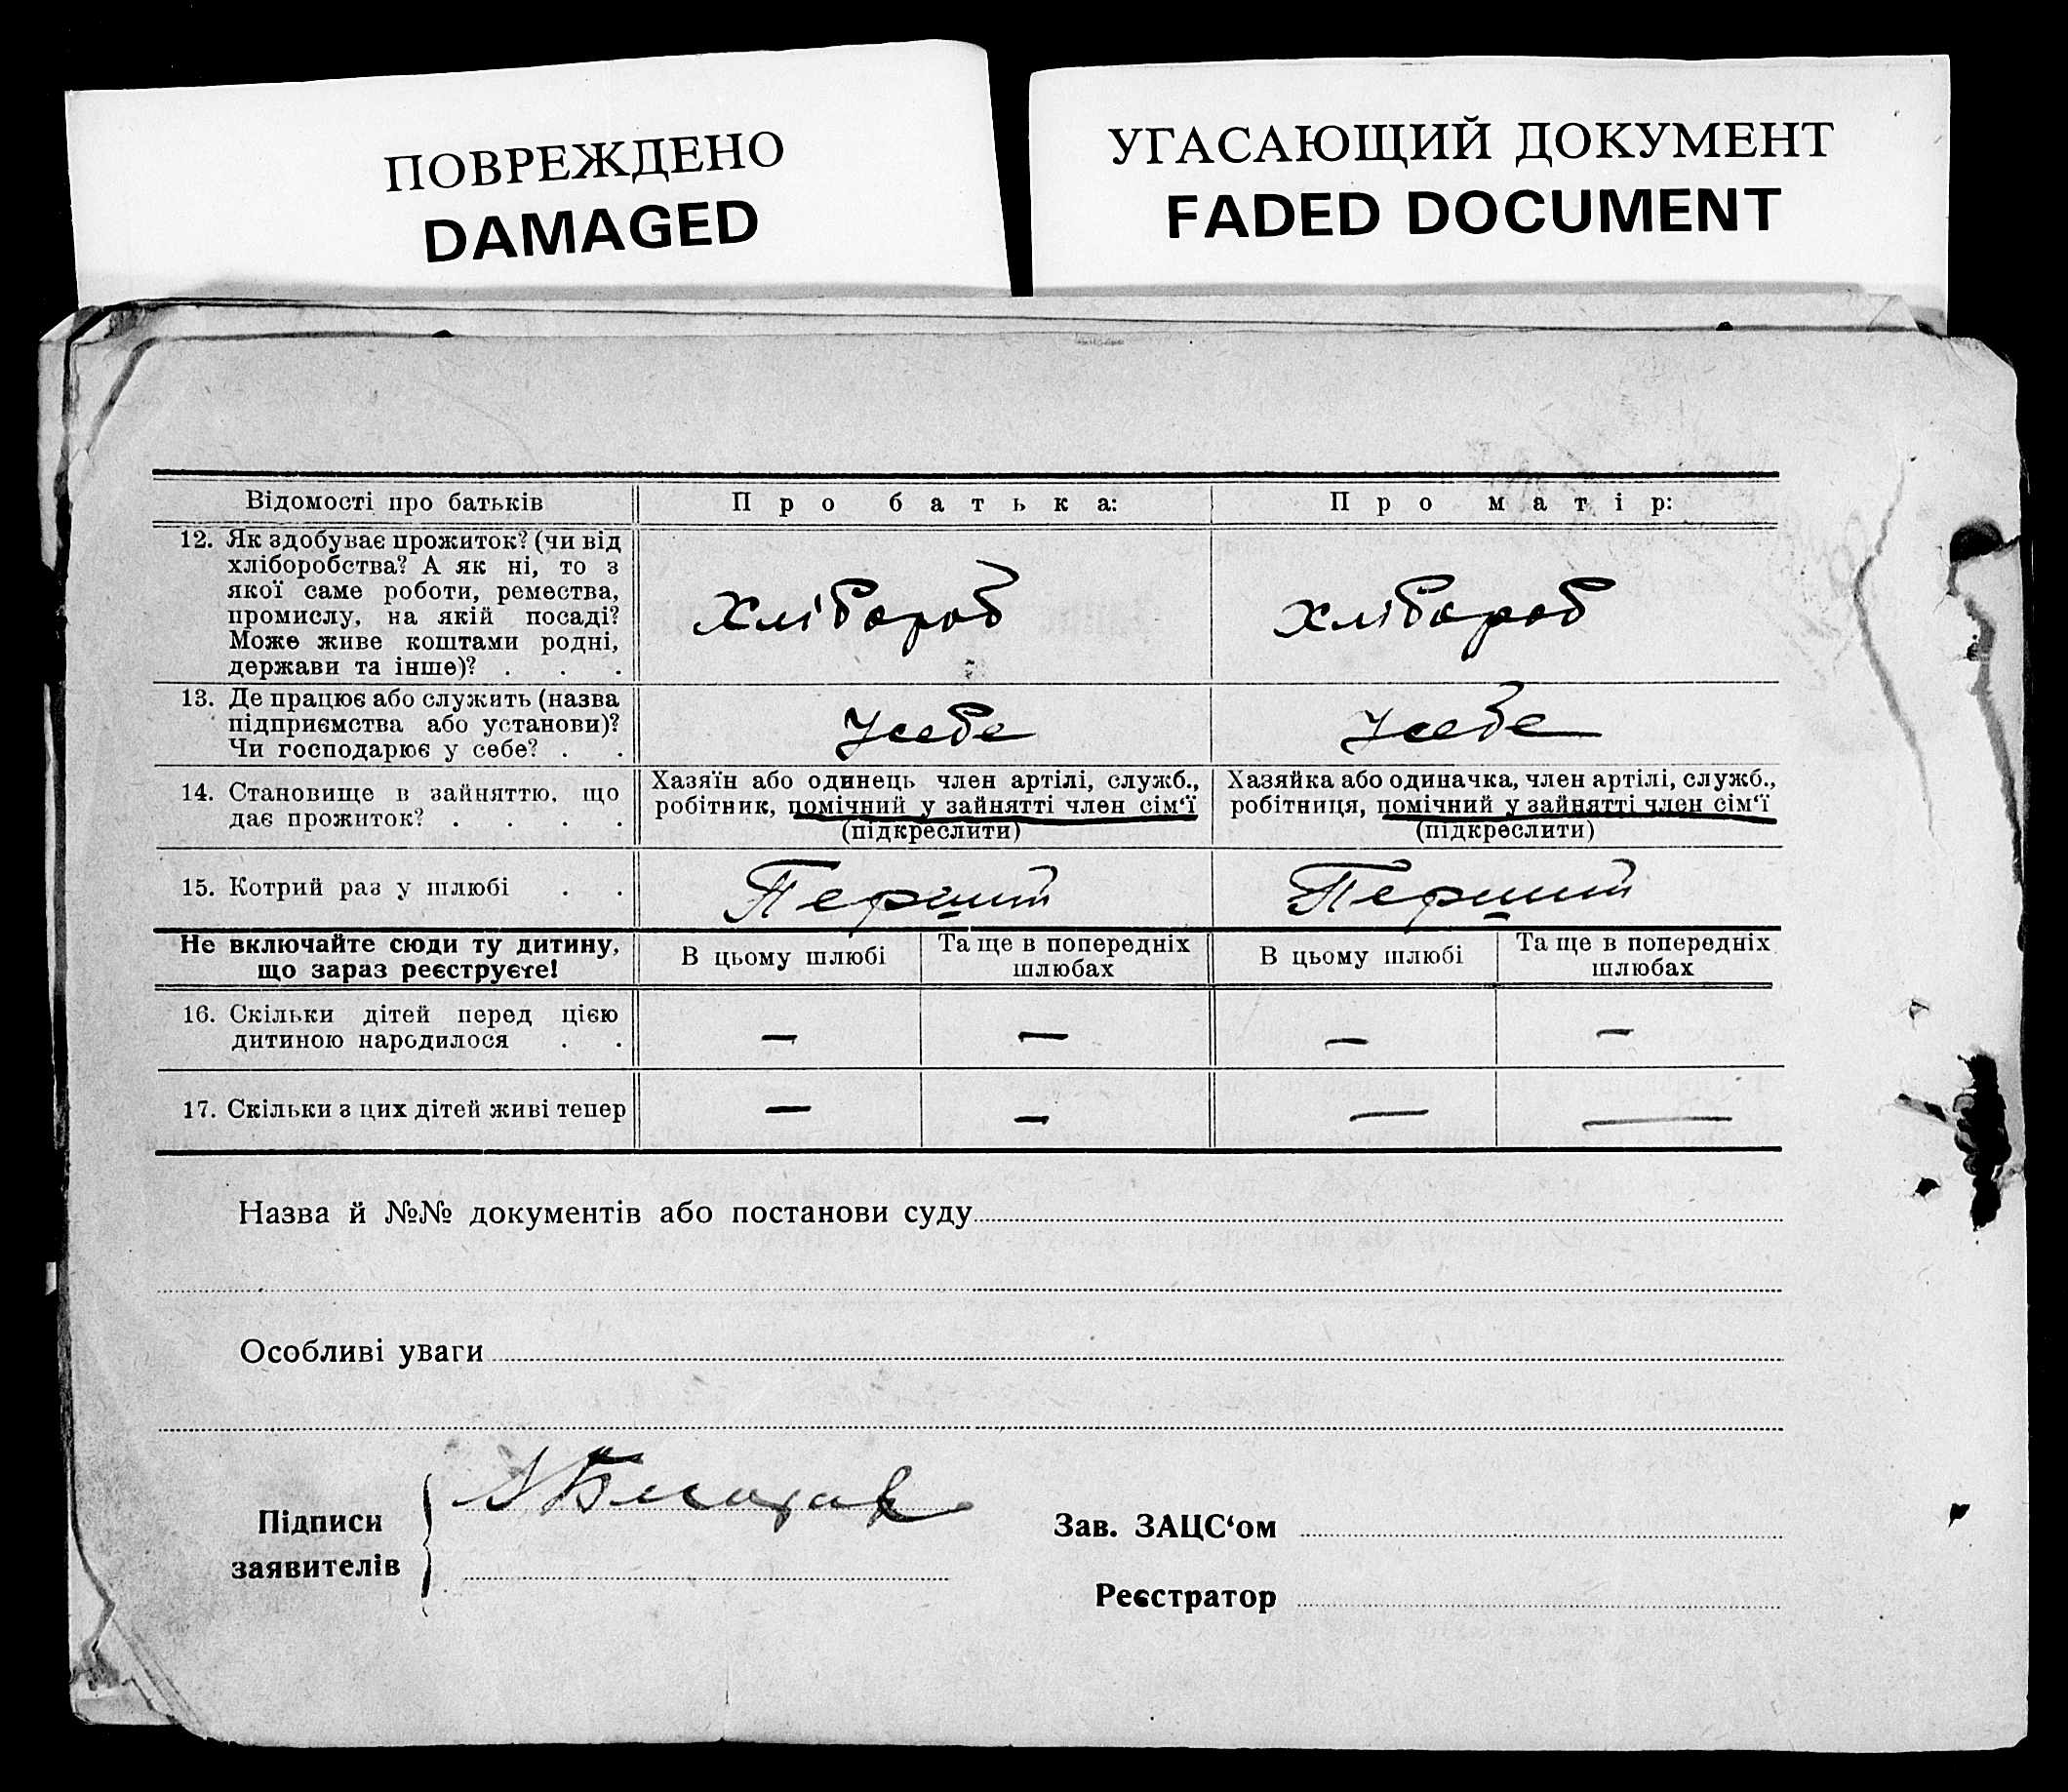 ПОВРЕЖДЕНО
DAMAGED
УГАСАЮЩИЙ ДОКУМЕНТ
FADED DOCUMENT
Відомості про батьків
Про батька:
Про матір:
12. Як здобуває прожиток? (чи від
хліборобства? А як ні, то з
якої саме роботи, ремества,
промислу, на якій посаді?
Може живе коштами родні,
держави та інше)? . . .
Хлібороб
Хлібороб
13. Де працює або служить (назва
підприємства або установи)?
Чи господарює у себе? . .
У себе
У себе
14. Становище в зайняттю, що
дає прожиток? . . . .
Хазяїн або одинець член артілі, служб.,
робітник, помічний у зайнятті член сім‘ї
(підкреслити)
Хазяйка або одиначка, член артілі, служб.,
робітниця, помічний у зайнятті член сім‘ї
(підкреслити)
15. Котрий раз у шлюбі . .
Перший
Перший
Не включайте сюди ту дитину,
що зараз реєструєте!
В цьому шлюбі
Та ще в попередніх
шлюбах
В цьому шлюбі
Та ще в попередніх
шлюбах
16. Скільки дітей перед цією
дитиною народилося . .
— — — —
17. Скільки з цих дітей живі тепер
— — — —
Назва й №№ документів або постанови суду
Особливі уваги
Підписи
заявителів
Зав. ЗАЦС‘ом
Реєстратор